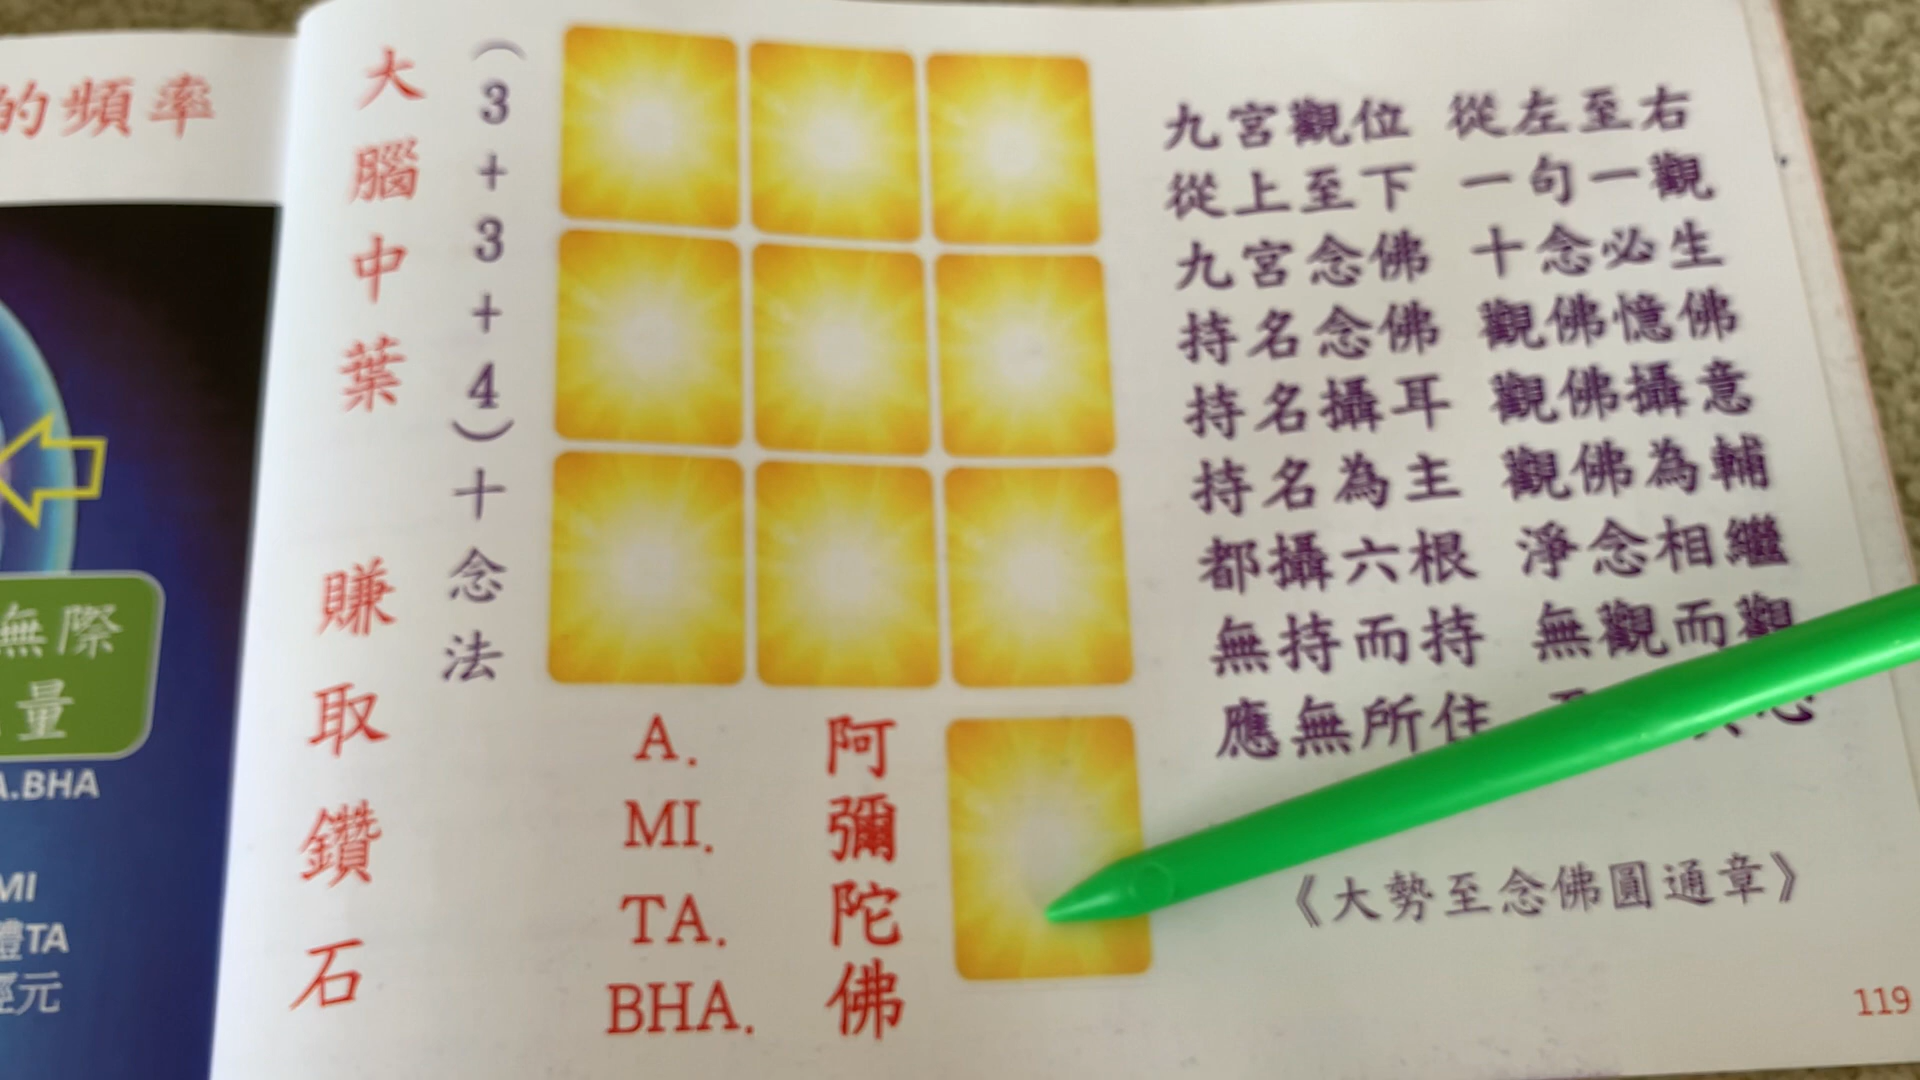 的頻率
無際
量
A.BHA
MI
體TA
經元
大腦中葉 賺取鑽石
（3+3+4）十念法
A. 阿
MI. 彌
TA. 陀
BHA. 佛
九宮觀位 從左至右
從上至下 一句一觀
九宮念佛 十念必生
持名念佛 觀佛憶佛
持名攝耳 觀佛攝意
持名為主 觀佛為輔
都攝六根 淨念相繼
無持而持 無觀而觀
應無所住
《大勢至念佛圓通章》
119